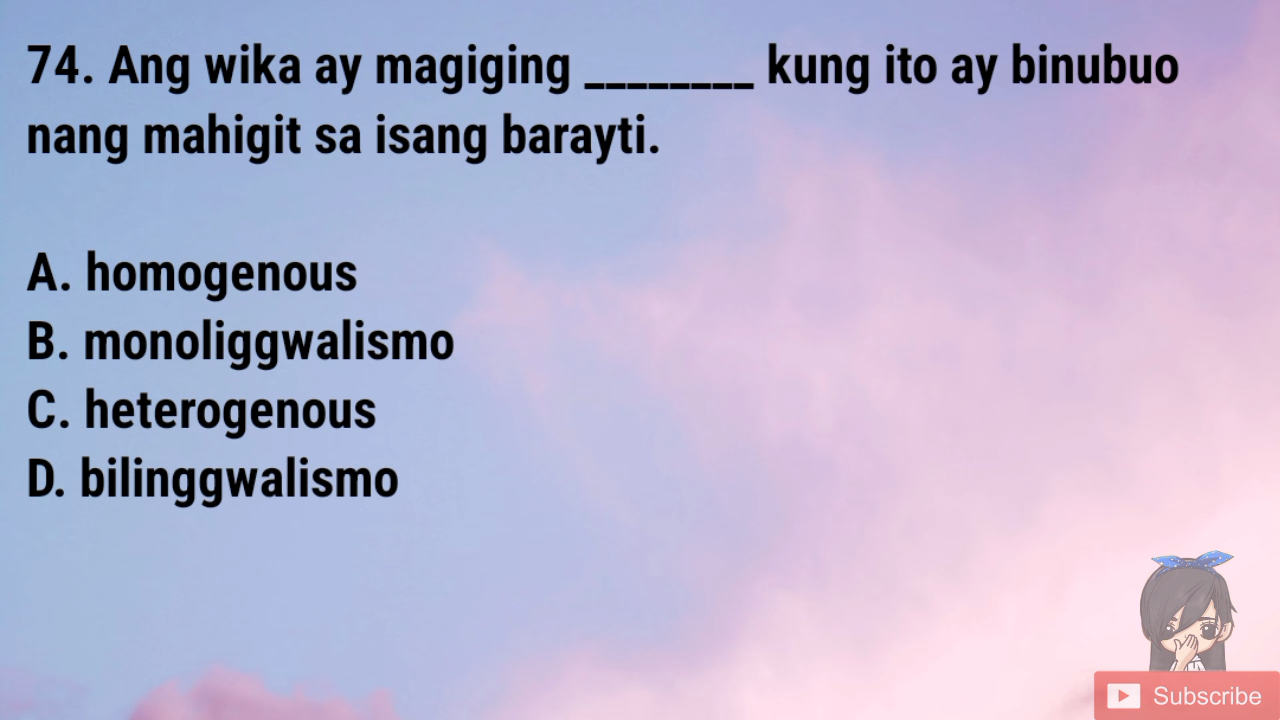 74. Ang wika ay magiging ________ kung ito ay binubuo
nang mahigit sa isang barayti.
A. homogenous
B. monoliggwalismo
C. heterogenous
D. bilinggwalismo
Subscribe